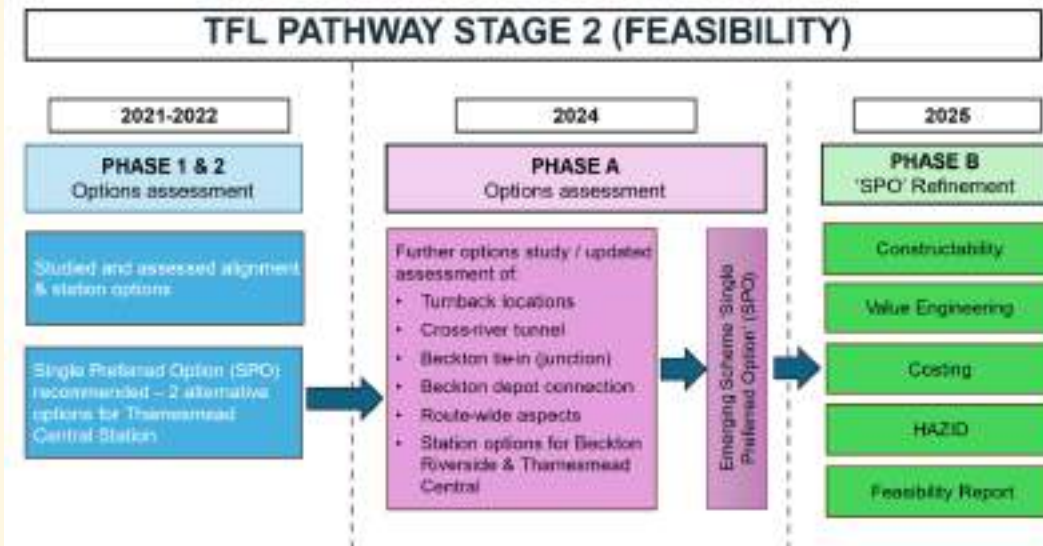 TFL PATHWAY STAGE 2 (FEASIBILITY)
2021-2022
PHASE 1 & 2
Options assessment
Studied and assessed alignment
& station options
Single Preferred Option (SPO)
recommended – 2 alternative
options for Thamesmead
Central Station
2024
PHASE A
Options assessment
Further options study / updated
assessment of:
• Turnback locations
• Cross-river tunnel
• Beckton tie-in (junction)
• Beckton depot connection
• Route-wide aspects
• Station options for Beckton
Riverside & Thamesmead
Central
Emerging Scheme 'Single
Preferred Option' (SPO)
2025
PHASE B
'SPO' Refinement
Constructability
Value Engineering
Costing
HAZID
Feasibility Report